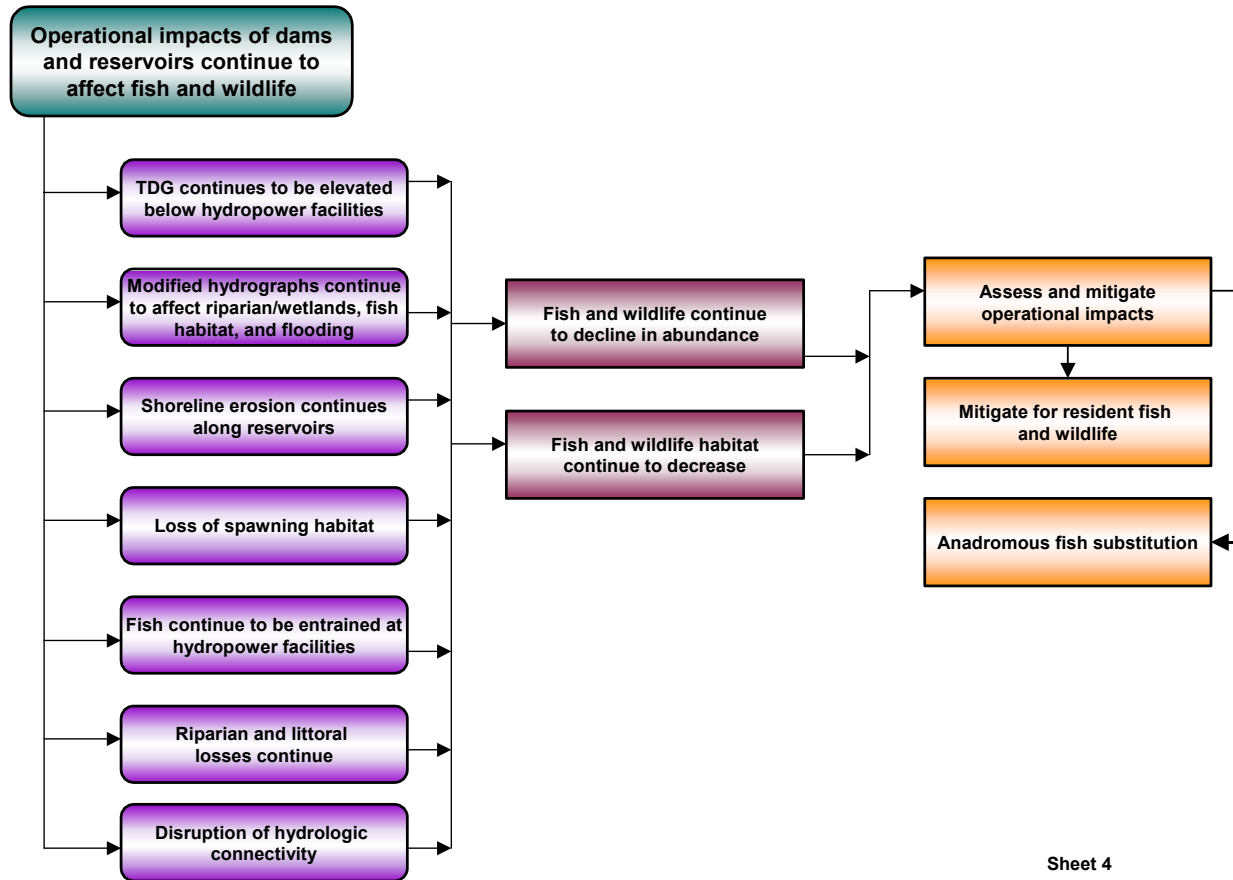 Operational impacts of dams
and reservoirs continue to
affect fish and wildlife
TDG continues to be elevated
below hydropower facilities
Modified hydrographs continue
to affect riparian/wetlands, fish
habitat, and flooding
Shoreline erosion continues
along reservoirs
Loss of spawning habitat
Fish continue to be entrained at
hydropower facilities
Riparian and littoral
losses continue
Disruption of hydrologic
connectivity
Fish and wildlife continue
to decline in abundance
Fish and wildlife habitat
continue to decrease
Assess and mitigate
operational impacts
Mitigate for resident fish
and wildlife
Anadromous fish substitution
Sheet 4